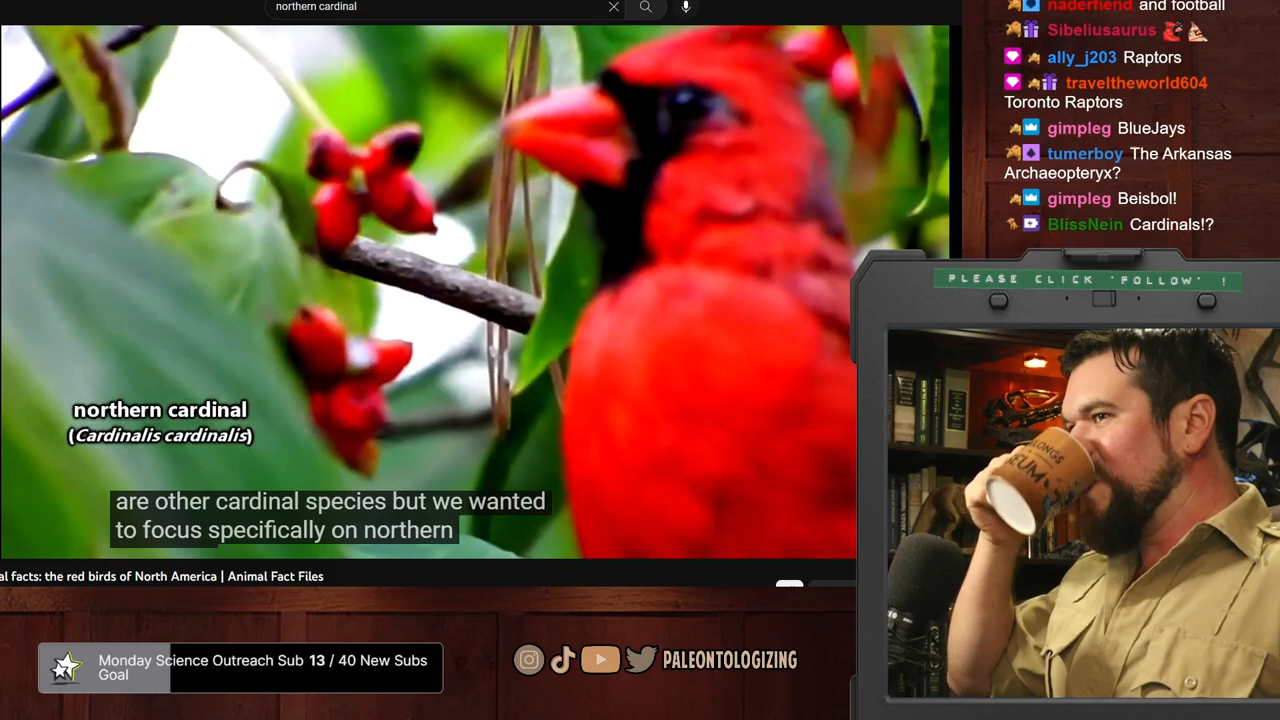 northern cardinal
naderfiend and football
Sibeliusaurus
ally_j203 Raptors
traveltheworld604
Toronto Raptors
gimpleg BlueJays
tumerboy The Arkansas
Archaeopteryx?
gimpleg Beisbol!
BlissNein Cardinals!?
PLEASE CLICK 'FOLLOW' !
northern cardinal
(Cardinalis cardinalis)
are other cardinal species but we wanted
to focus specifically on northern
al facts: the red birds of North America | Animal Fact Files
Monday Science Outreach Sub 13 / 40 New Subs
Goal
PALEONTOLOGIZING